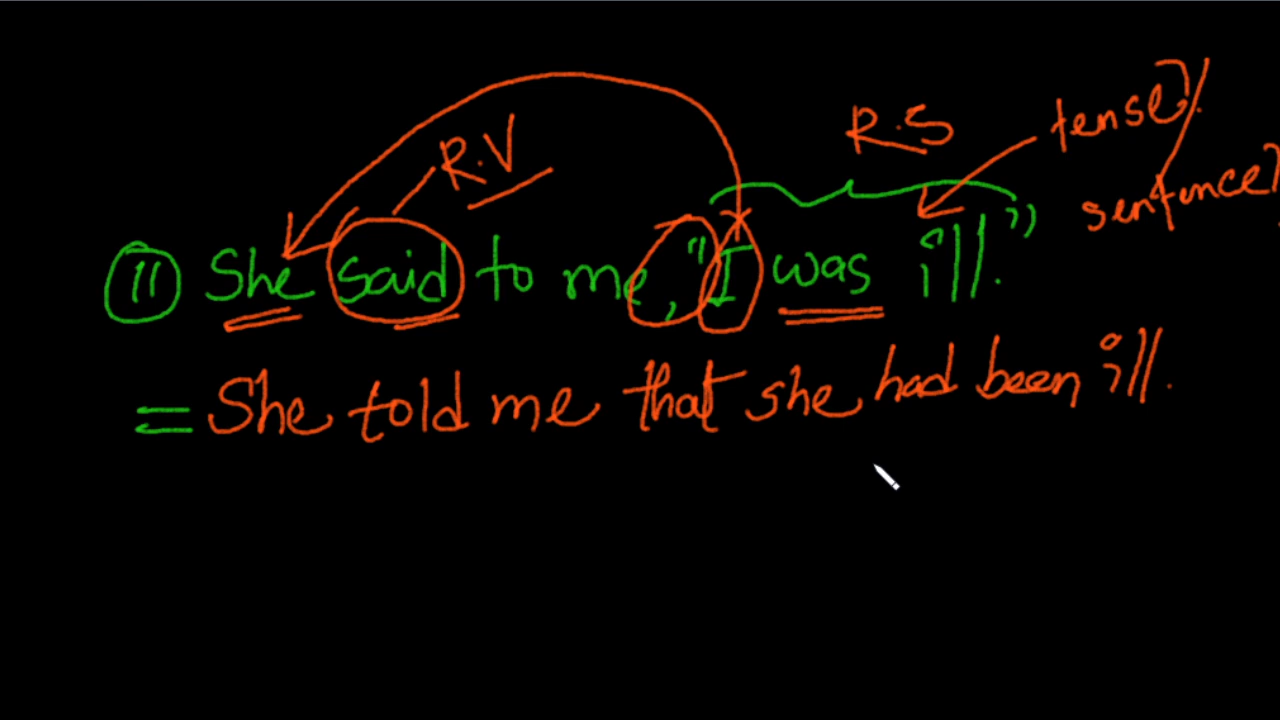 R.V
R.S
tense?
sentence?
11 She said to me, "I was ill."
= She told me that she had been ill.